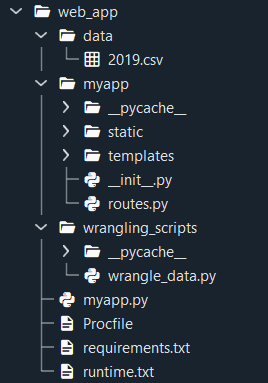 web_app
data
2019.csv
myapp
__pycache__
static
templates
__init__.py
routes.py
wrangling_scripts
__pycache__
wrangle_data.py
myapp.py
Procfile
requirements.txt
runtime.txt